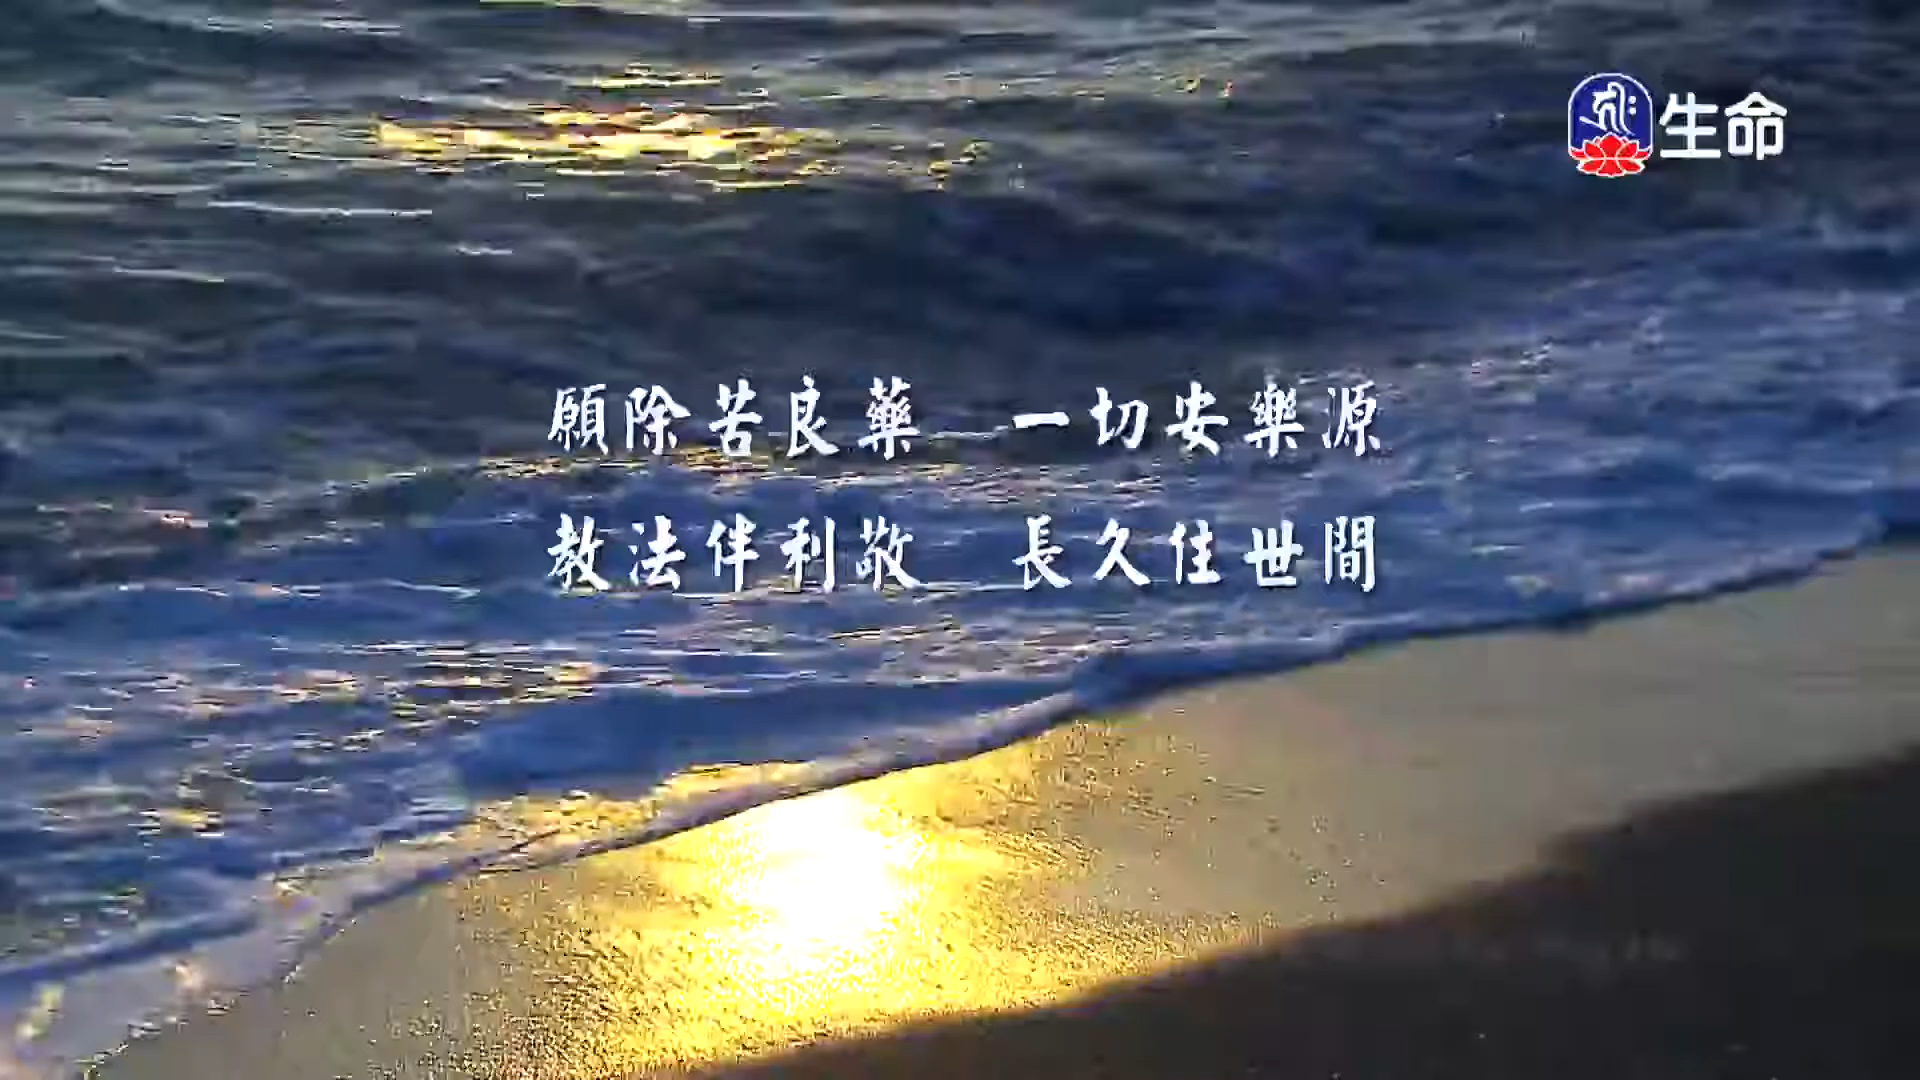 生命
願除苦良藥　一切安樂源
教法伴利敬　長久住世間